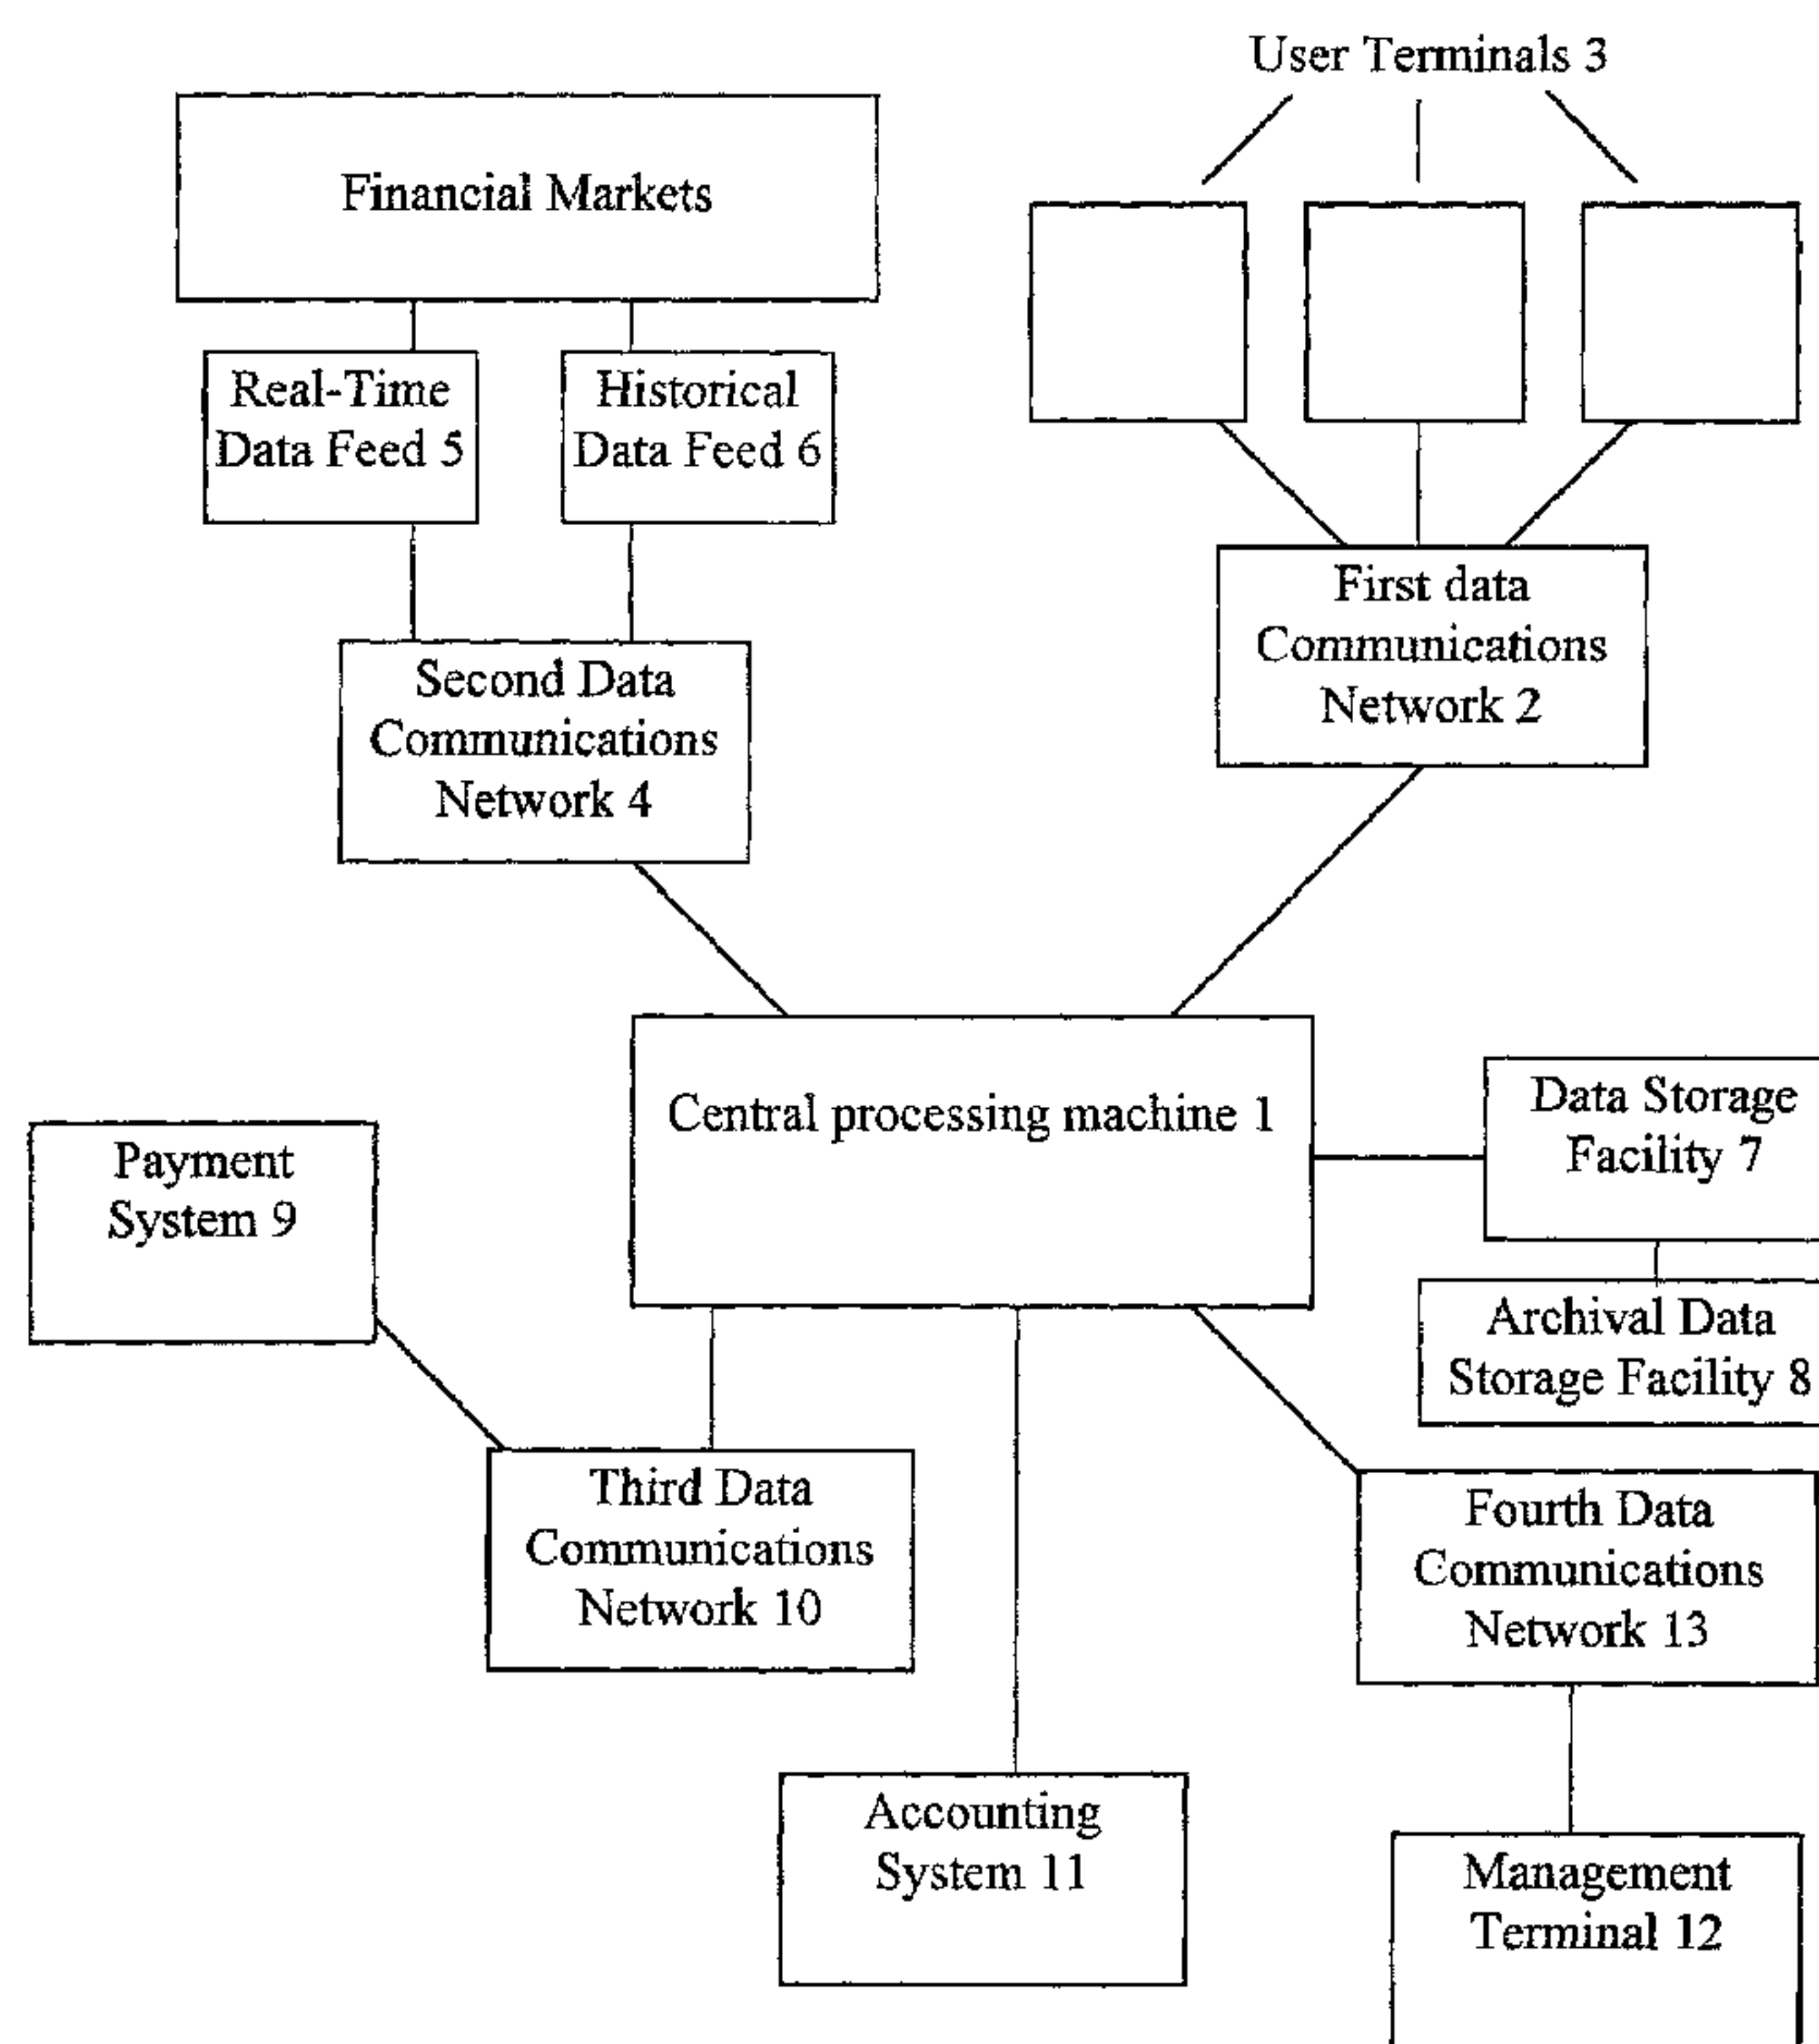 User Terminals 3
Financial Markets
Real-Time
Data Feed 5
Historical
Data Feed 6
First data
Communications
Network 2
Second Data
Communications
Network 4
Central processing machine 1
Data Storage
Facility 7
Payment
System 9
Archival Data
Storage Facility 8
Third Data
Communications
Network 10
Fourth Data
Communications
Network 13
Accounting
System 11
Management
Terminal 12